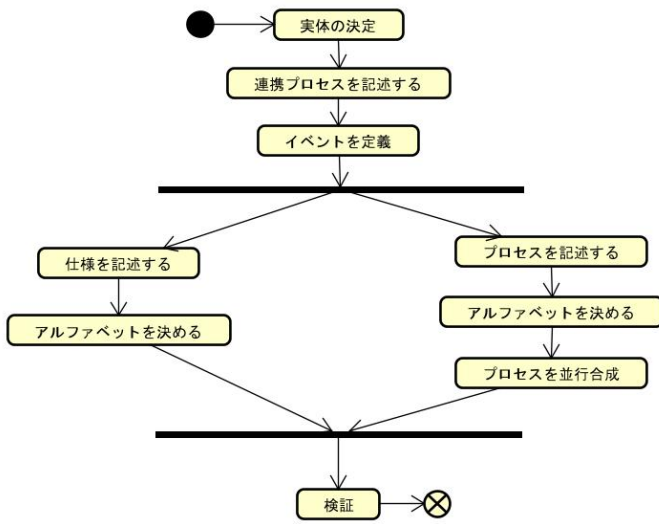 実体の決定
連携プロセスを記述する
イベントを定義
仕様を記述する
アルファベットを決める
プロセスを記述する
アルファベットを決める
プロセスを並行合成
検証